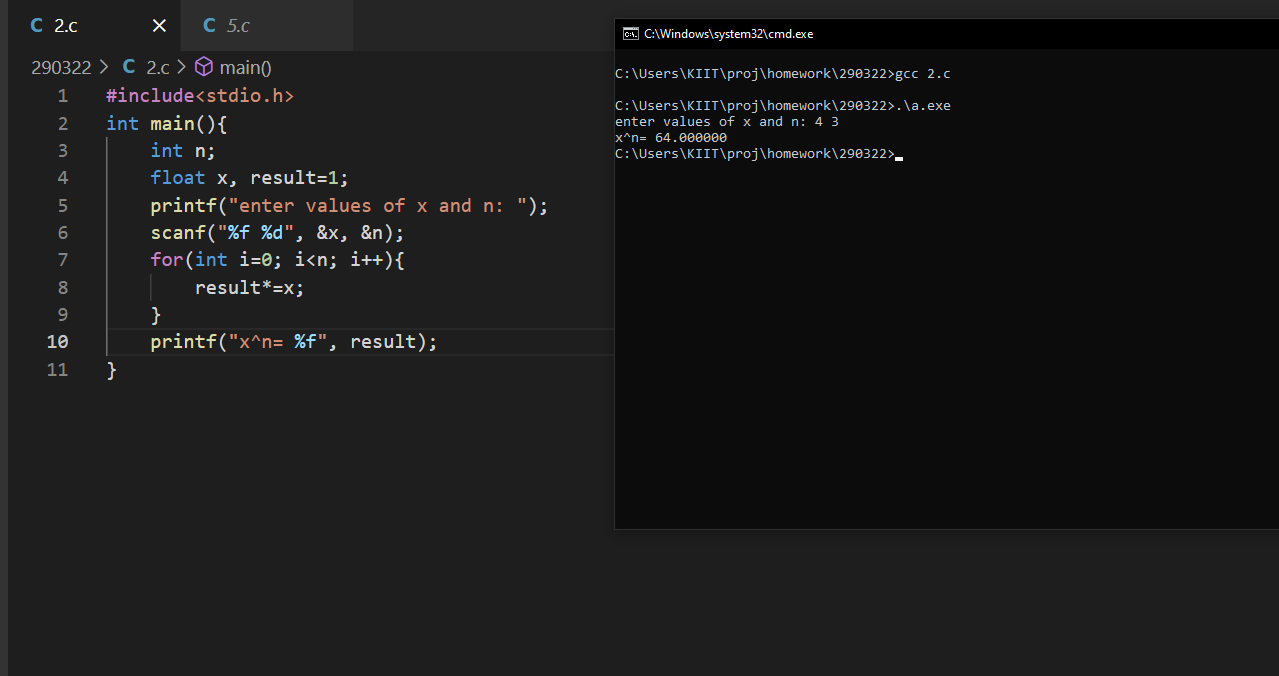 C 2.c × C 5.c
290322 > C 2.c > main()
1 #include<stdio.h>
2 int main(){
3     int n;
4     float x, result=1;
5     printf("enter values of x and n: ");
6     scanf("%f %d", &x, &n);
7     for(int i=0; i<n; i++){
8         result*=x;
9     }
10     printf("x^n= %f", result);
11 }
C:\Windows\system32\cmd.exe
C:\Users\KIIT\proj\homework\290322>gcc 2.c
C:\Users\KIIT\proj\homework\290322>.\a.exe
enter values of x and n: 4 3
x^n= 64.000000
C:\Users\KIIT\proj\homework\290322>